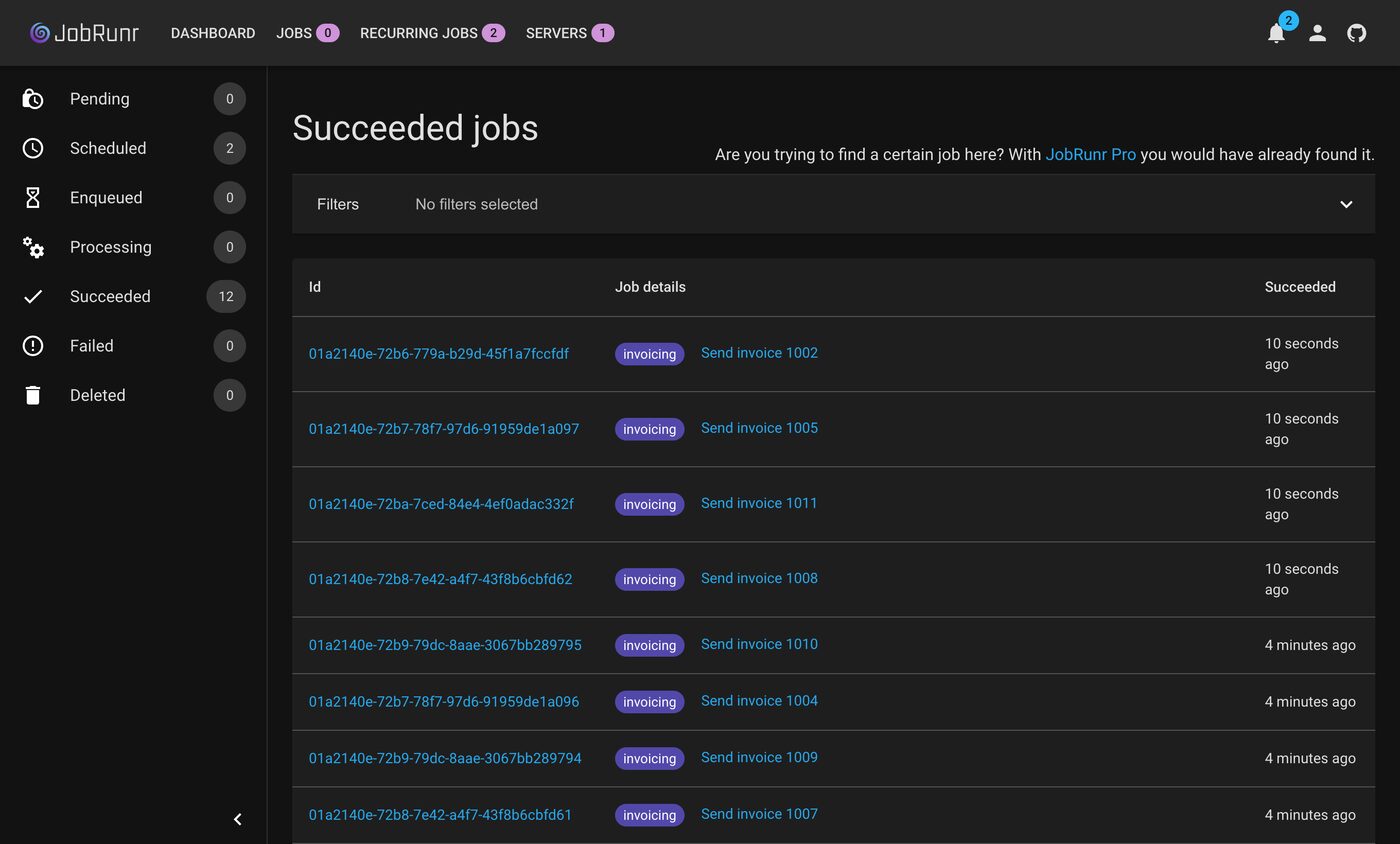 JobRunr DASHBOARD JOBS 0 RECURRING JOBS 2 SERVERS 1 2
Pending 0
Scheduled 2
Enqueued 0
Processing 0
Succeeded 12
Failed 0
Deleted 0
Succeeded jobs
Are you trying to find a certain job here? With JobRunr Pro you would have already found it.
Filters No filters selected
Id Job details Succeeded
01a2140e-72b6-779a-b29d-45f1a7fccfdf invoicing Send invoice 1002 10 seconds
ago
01a2140e-72b7-78f7-97d6-91959de1a097 invoicing Send invoice 1005 10 seconds
ago
01a2140e-72ba-7ced-84e4-4ef0adac332f invoicing Send invoice 1011 10 seconds
ago
01a2140e-72b8-7e42-a4f7-43f8b6cbfd62 invoicing Send invoice 1008 10 seconds
ago
01a2140e-72b9-79dc-8aae-3067bb289795 invoicing Send invoice 1010 4 minutes ago
01a2140e-72b7-78f7-97d6-91959de1a096 invoicing Send invoice 1004 4 minutes ago
01a2140e-72b9-79dc-8aae-3067bb289794 invoicing Send invoice 1009 4 minutes ago
01a2140e-72b8-7e42-a4f7-43f8b6cbfd61 invoicing Send invoice 1007 4 minutes ago